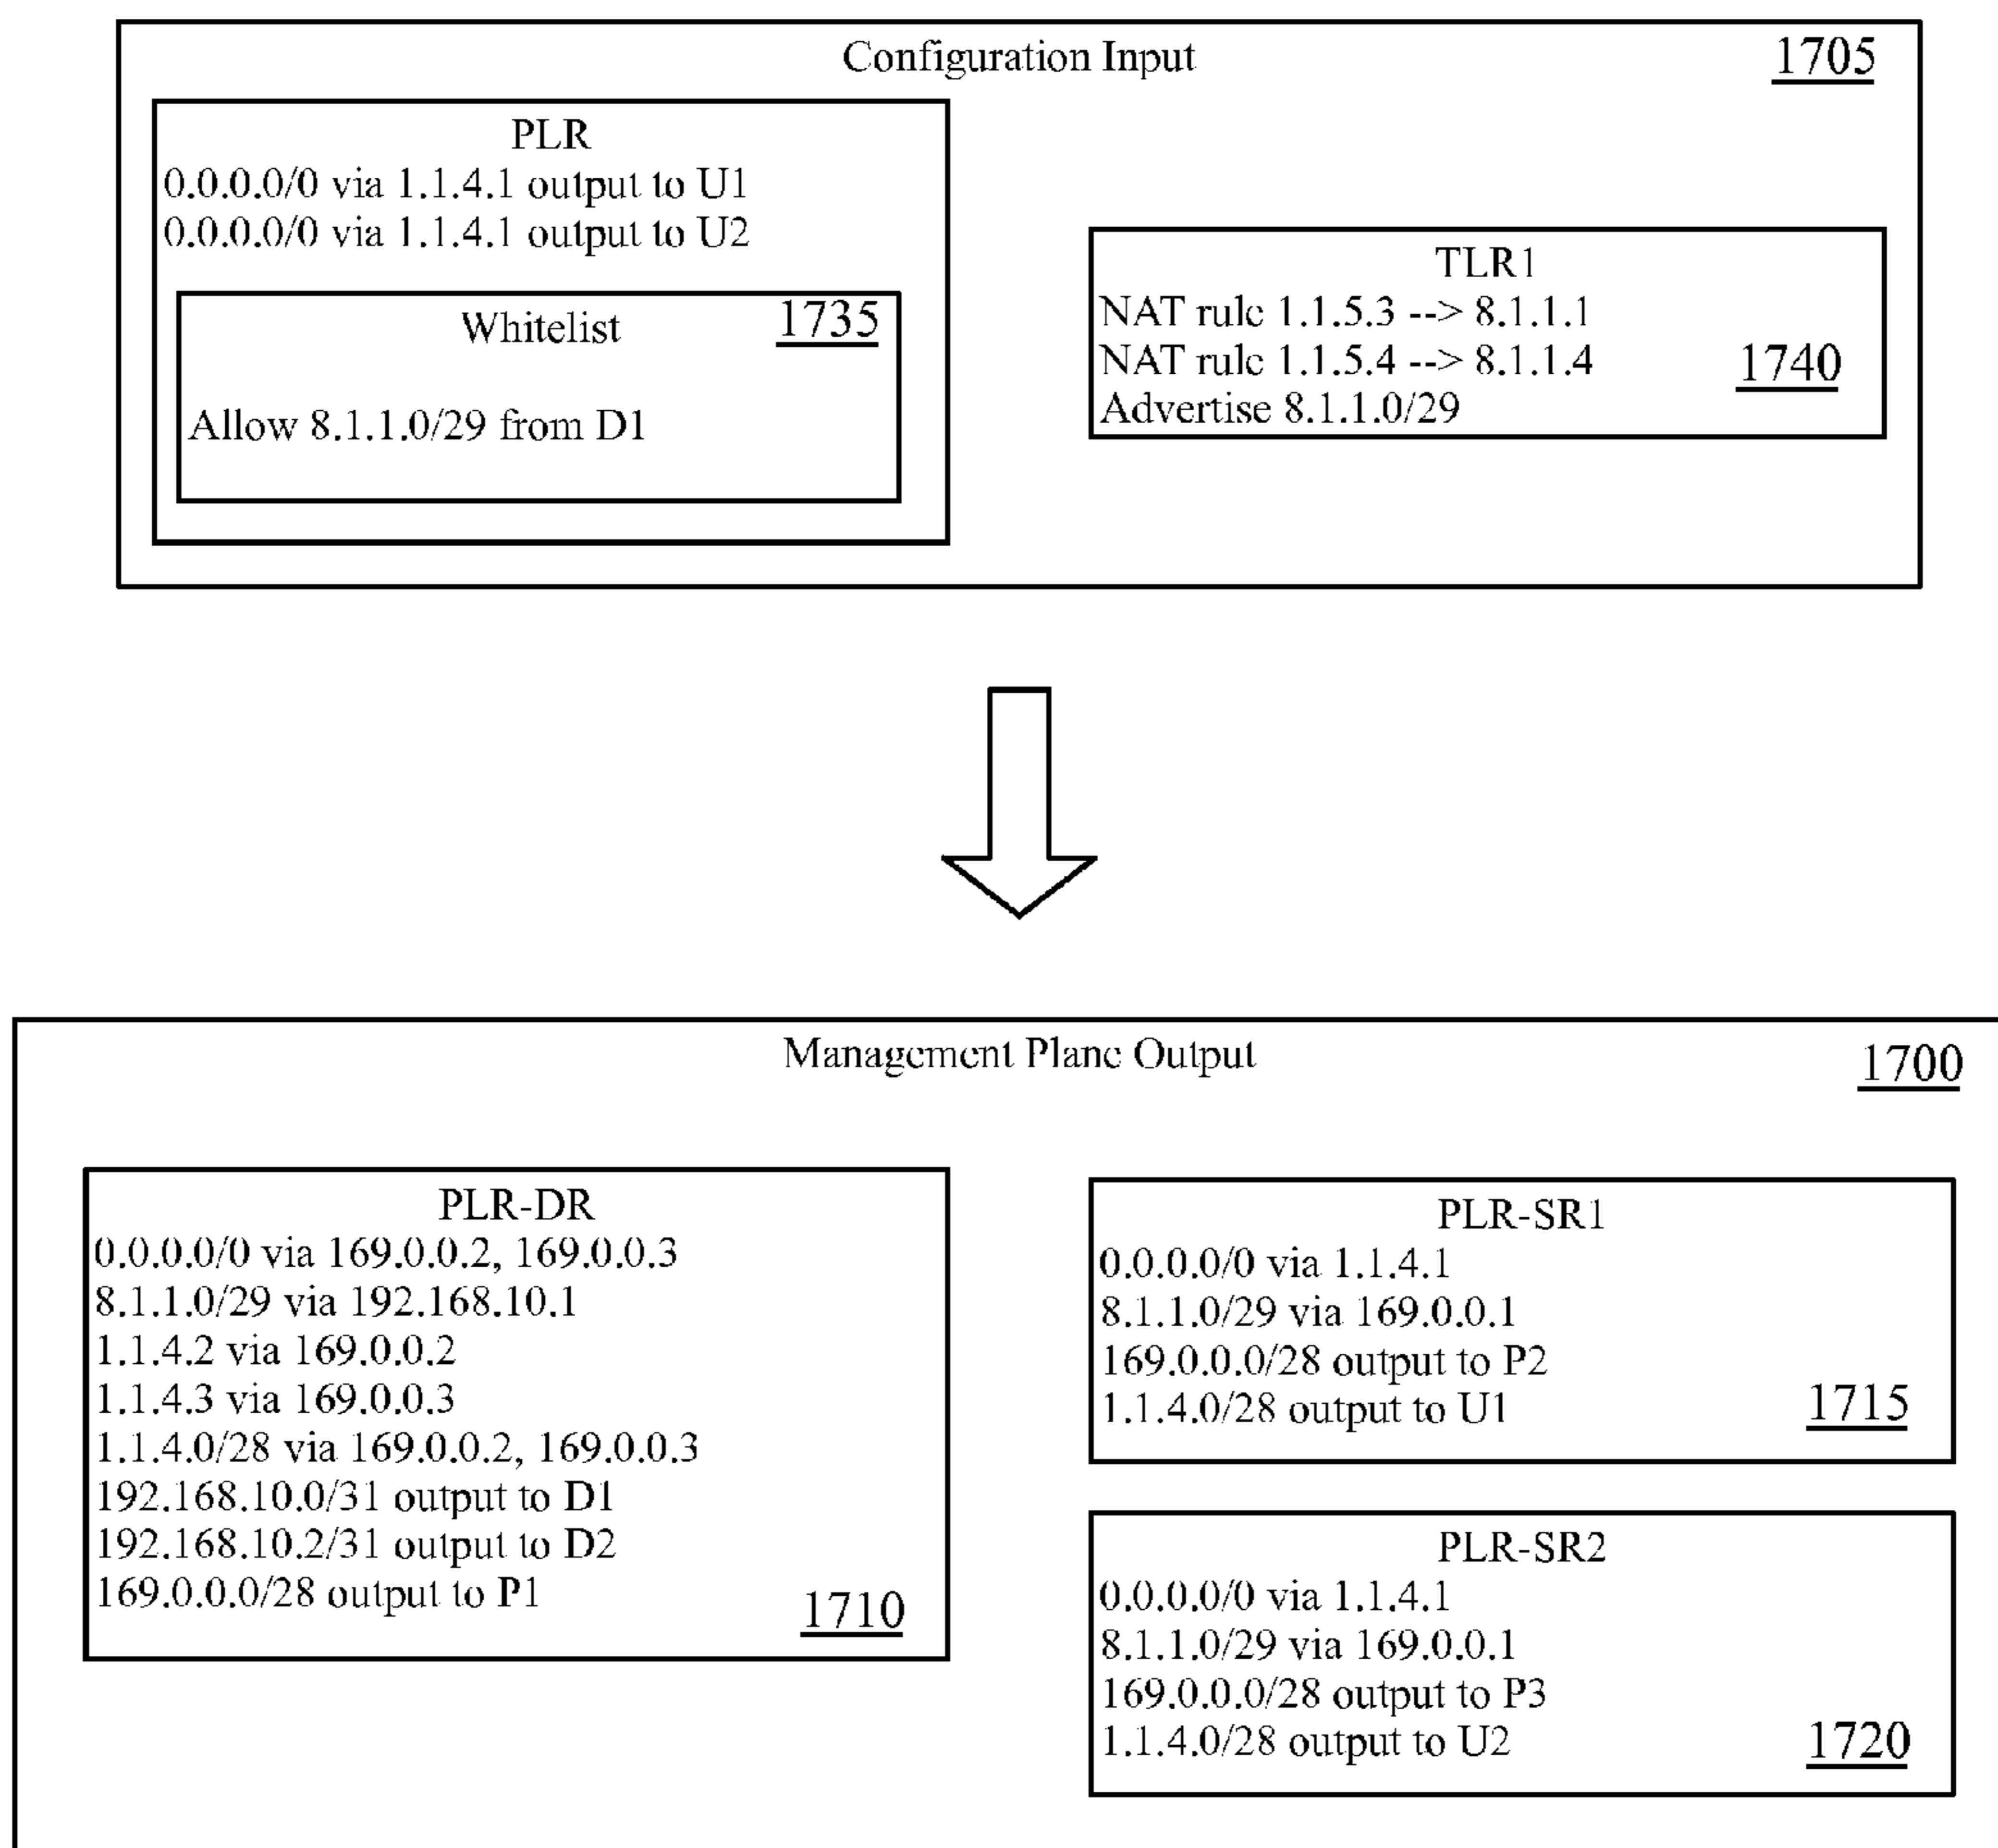 Configuration Input
1705
PLR
0.0.0.0/0 via 1.1.4.1 output to U1
0.0.0.0/0 via 1.1.4.1 output to U2
Whitelist
1735
Allow 8.1.1.0/29 from D1
TLR1
NAT rule 1.1.5.3 --> 8.1.1.1
NAT rule 1.1.5.4 --> 8.1.1.4
1740
Advertise 8.1.1.0/29
Management Plane Output
1700
PLR-DR
0.0.0.0/0 via 169.0.0.2, 169.0.0.3
8.1.1.0/29 via 192.168.10.1
1.1.4.2 via 169.0.0.2
1.1.4.3 via 169.0.0.3
1.1.4.0/28 via 169.0.0.2, 169.0.0.3
192.168.10.0/31 output to D1
192.168.10.2/31 output to D2
169.0.0.0/28 output to P1
1710
PLR-SR1
0.0.0.0/0 via 1.1.4.1
8.1.1.0/29 via 169.0.0.1
169.0.0.0/28 output to P2
1.1.4.0/28 output to U1
1715
PLR-SR2
0.0.0.0/0 via 1.1.4.1
8.1.1.0/29 via 169.0.0.1
169.0.0.0/28 output to P3
1.1.4.0/28 output to U2
1720